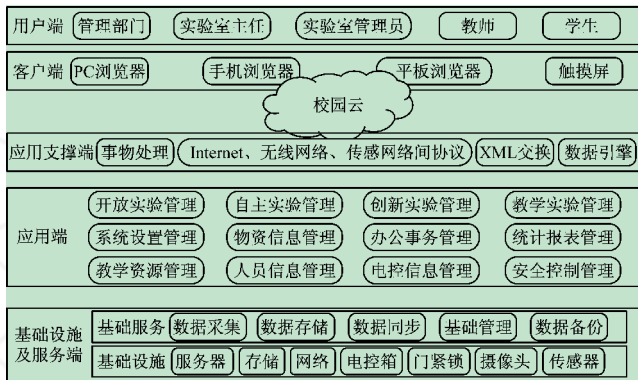 用户端 管理部门 实验室主任 实验室管理员 教师 学生
客户端 PC浏览器 手机浏览器 平板浏览器 触摸屏
校园云
应用支撑端 事物处理 Internet、无线网络、传感网络间协议 XML交换 数据引擎
开放实验管理 自主实验管理 创新实验管理 教学实验管理
应用端 系统设置管理 物资信息管理 办公事务管理 统计报表管理
教学资源管理 人员信息管理 电控信息管理 安全控制管理
基础设施及服务端
基础服务 数据采集 数据存储 数据同步 基础管理 数据备份
基础设施 服务器 存储 网络 电控箱 门紧锁 摄像头 传感器